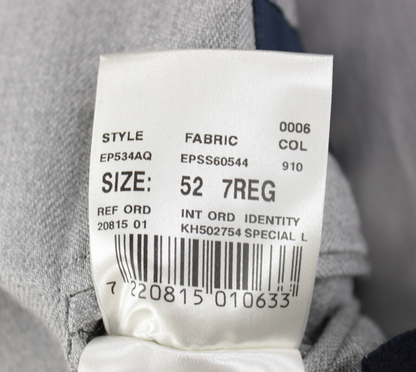 0006
STYLE FABRIC COL
EP534AQ EPSS60544 910
SIZE: 52 7REG
REF ORD INT ORD IDENTITY
20815 01 KH502754 SPECIAL L
7 220815 010633